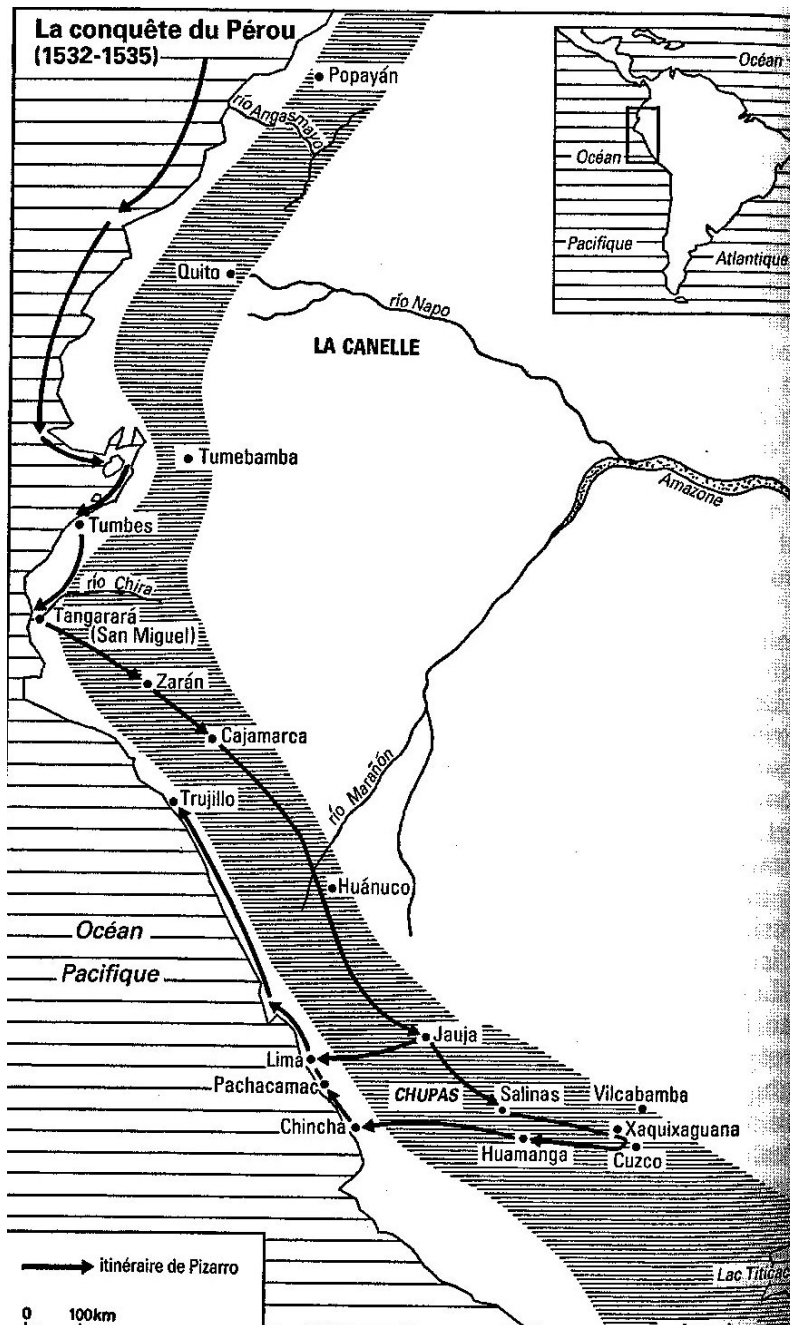 La conquête du Pérou
(1532-1535)
Popayán
río Angasmayo
Océan
Océan
Pacifique
Atlantique
Quito
río Napo
LA CANELLE
Tumebamba
Amazone
Tumbes
río Chira
Tangarará
(San Miguel)
Zarán
Cajamarca
Trujillo
río Marañón
Huánuco
Océan
Pacifique
Jauja
Lima
Pachacamac
CHUPAS
Salinas
Vilcabamba
Chincha
Xaquixaguana
Huamanga
Cuzco
itinéraire de Pizarro
Lac Titicac
0 100km